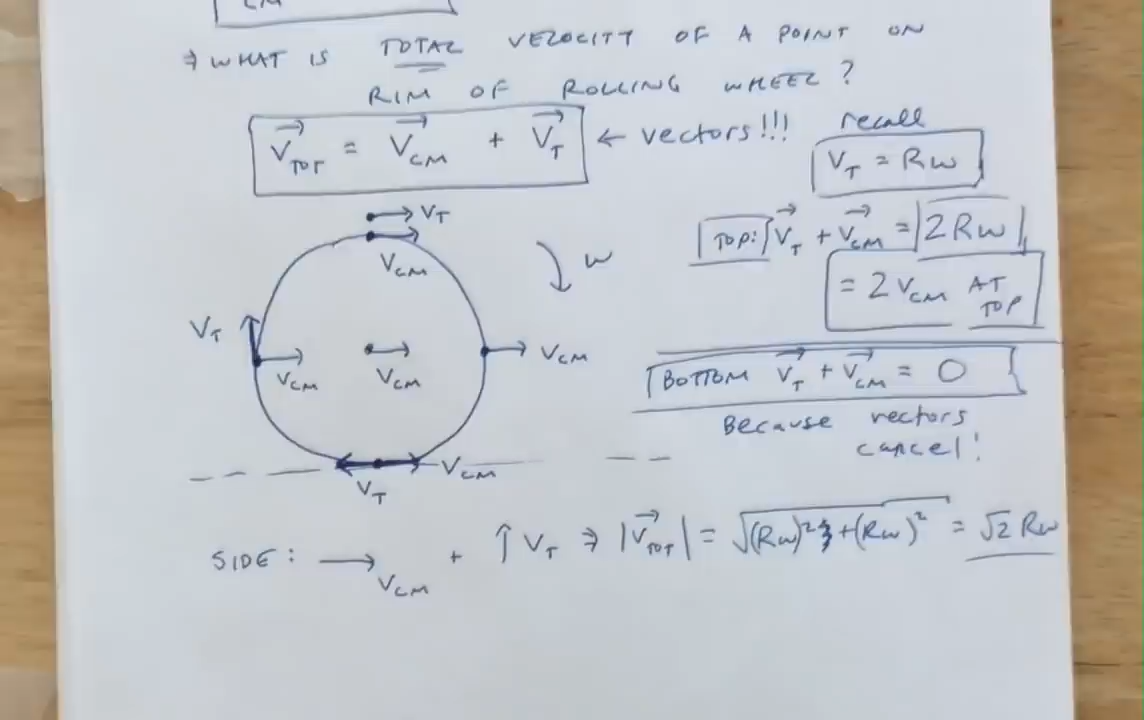 CM
⇒ WHAT IS TOTAL VELOCITY OF A POINT ON
RIM OF ROLLING WHEEL?
V⃗TOT = V⃗CM + V⃗T ← vectors!!!
recall
VT = Rω
TOP: V⃗T + V⃗CM = 2Rω
= 2VCM AT
TOP
VT
VCM
ω
VT
VCM
VCM
VCM
BOTTOM V⃗T + V⃗CM = 0
Because vectors
cancel!
VCM
VT
SIDE: → VCM + ↑ VT ⇒ |V⃗TOT| = √(Rω)² + (Rω)² = √2 Rω